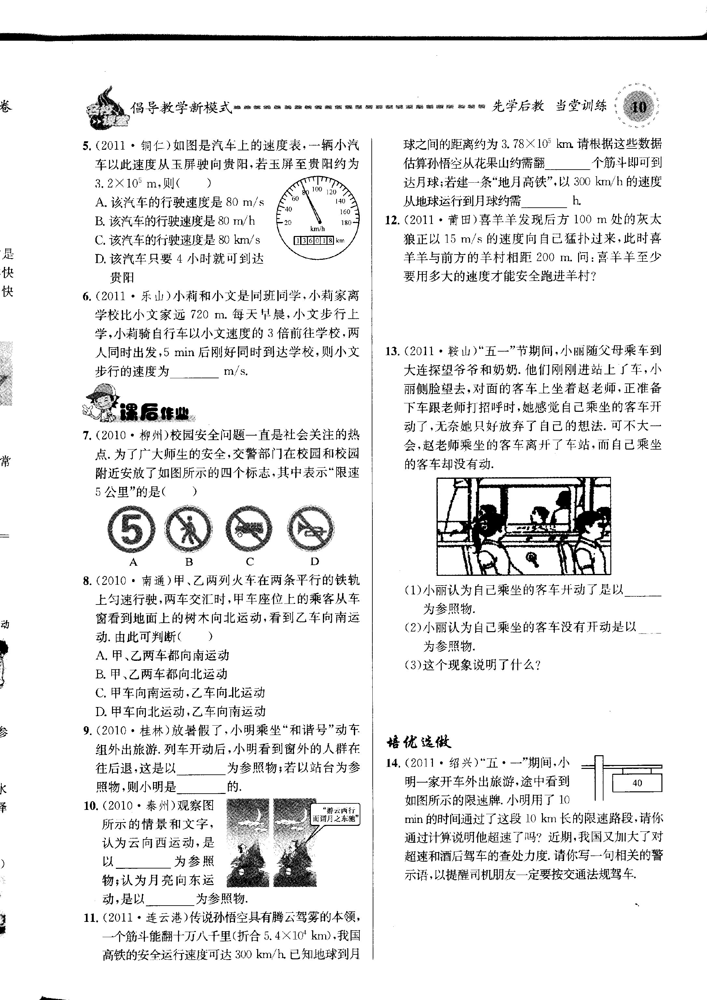 倡导教学新模式
先学后教 当堂训练
10
5.(2011·铜仁)如图是汽车上的速度表,一辆小汽
车以此速度从玉屏驶向贵阳,若玉屏至贵阳约为
3.2×10⁵ m,则(  )
A. 该汽车的行驶速度是 80 m/s
B. 该汽车的行驶速度是 80 m/h
C. 该汽车的行驶速度是 80 km/s
D. 该汽车只要 4 小时就可到达
贵阳
20 40 60 80 100 120 140 160 180
km/h
136018 km
6.(2011·乐山)小莉和小文是同班同学,小莉家离
学校比小文家远 720 m. 每天早晨,小文步行上
学,小莉骑自行车以小文速度的 3 倍前往学校,两
人同时出发,5 min 后刚好同时到达学校,则小文
步行的速度为________ m/s.
课后作业
7.(2010·柳州)校园安全问题一直是社会关注的热
点. 为了广大师生的安全,交警部门在校园和校园
附近安放了如图所示的四个标志,其中表示“限速
5 公里”的是(  )
5
A B C D
8.(2010·南通)甲、乙两列火车在两条平行的铁轨
上匀速行驶,两车交汇时,甲车座位上的乘客从车
窗看到地面上的树木向北运动,看到乙车向南运
动. 由此可判断(  )
A. 甲、乙两车都向南运动
B. 甲、乙两车都向北运动
C. 甲车向南运动,乙车向北运动
D. 甲车向北运动,乙车向南运动
9.(2010·桂林)放暑假了,小明乘坐“和谐号”动车
组外出旅游. 列车开动后,小明看到窗外的人群在
往后退,这是以________为参照物;若以站台为参
照物,则小明是________的.
10.(2010·泰州)观察图
所示的情景和文字,
认为云向西运动,是
以________为参照
物;认为月亮向东运
动,是以________为参照物.
“游云西行
而谓月之东驰”
11.(2011·连云港)传说孙悟空具有腾云驾雾的本领,
一个筋斗能翻十万八千里(折合 5.4×10⁴ km),我国
高铁的安全运行速度可达 300 km/h. 已知地球到月
球之间的距离约为 3.78×10⁵ km. 请根据这些数据
估算孙悟空从花果山约需翻________个筋斗即可到
达月球;若建一条“地月高铁”,以 300 km/h 的速度
从地球运行到月球约需________ h.
12.(2011·莆田)喜羊羊发现后方 100 m 处的灰太
狼正以 15 m/s 的速度向自己猛扑过来,此时喜
羊羊与前方的羊村相距 200 m. 问:喜羊羊至少
要用多大的速度才能安全跑进羊村?
13.(2011·鞍山)“五一”节期间,小丽随父母乘车到
大连探望爷爷和奶奶. 他们刚刚进站上了车,小
丽侧脸望去,对面的客车上坐着赵老师,正准备
下车跟老师打招呼时,她感觉自己乘坐的客车开
动了,无奈她只好放弃了自己的想法. 可不大一
会,赵老师乘坐的客车离开了车站,而自己乘坐
的客车却没有动.
(1)小丽认为自己乘坐的客车开动了是以______
为参照物.
(2)小丽认为自己乘坐的客车没有开动是以____
为参照物.
(3)这个现象说明了什么?
培优选做
14.(2011·绍兴)“五·一”期间,小
明一家开车外出旅游,途中看到
如图所示的限速牌. 小明用了 10
min 的时间通过了这段 10 km 长的限速路段,请你
通过计算说明他超速了吗? 近期,我国又加大了对
超速和酒后驾车的查处力度. 请你写一句相关的警
示语,以提醒司机朋友一定要按交通法规驾车.
40
卷
是
快
快
常
动
参